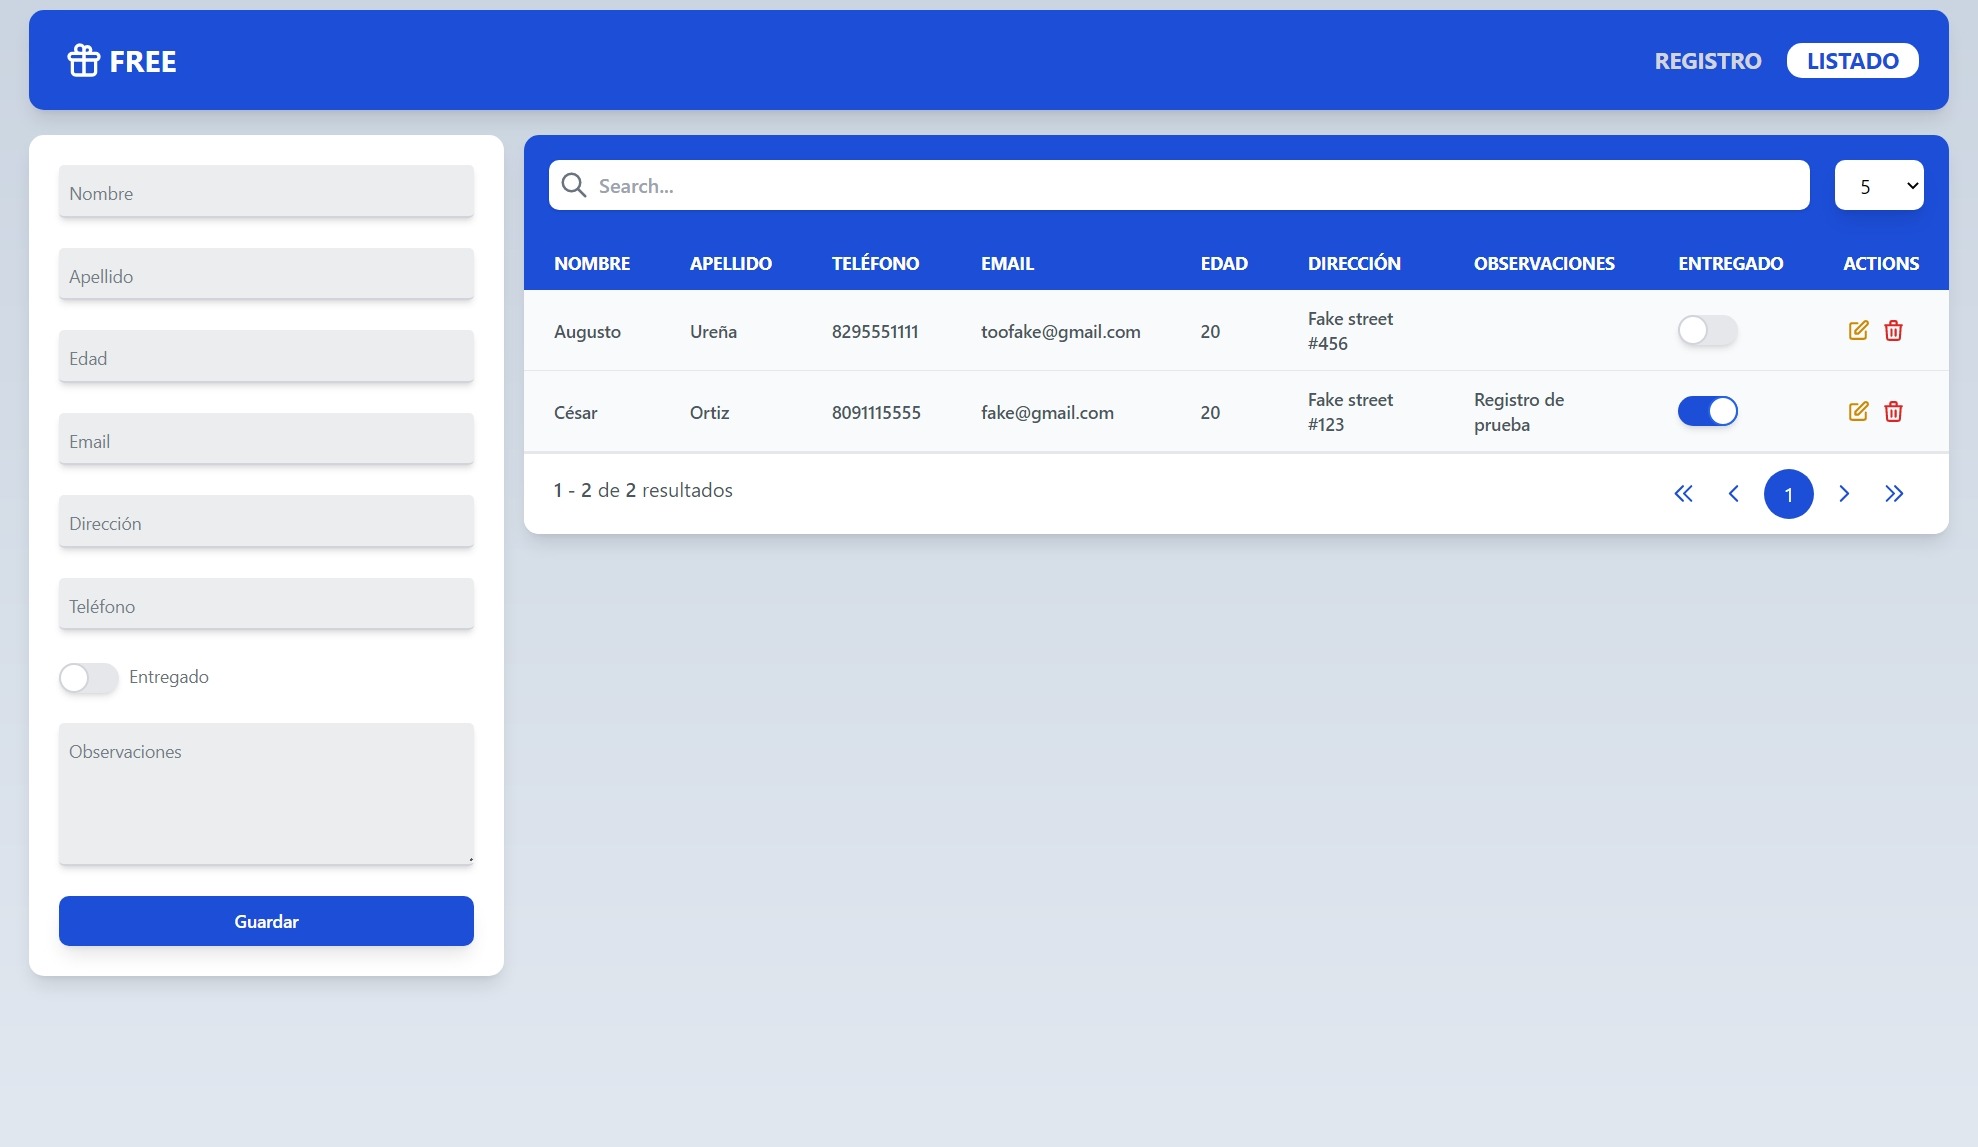 FREE
REGISTRO LISTADO
Nombre
Apellido
Edad
Email
Dirección
Teléfono
Entregado
Observaciones
Guardar
Search... 5
NOMBRE APELLIDO TELÉFONO EMAIL EDAD DIRECCIÓN OBSERVACIONES ENTREGADO ACTIONS
Augusto Ureña 8295551111 toofake@gmail.com 20 Fake street
#456
César Ortiz 8091115555 fake@gmail.com 20 Fake street Registro de
#123 prueba
1 - 2 de 2 resultados 1